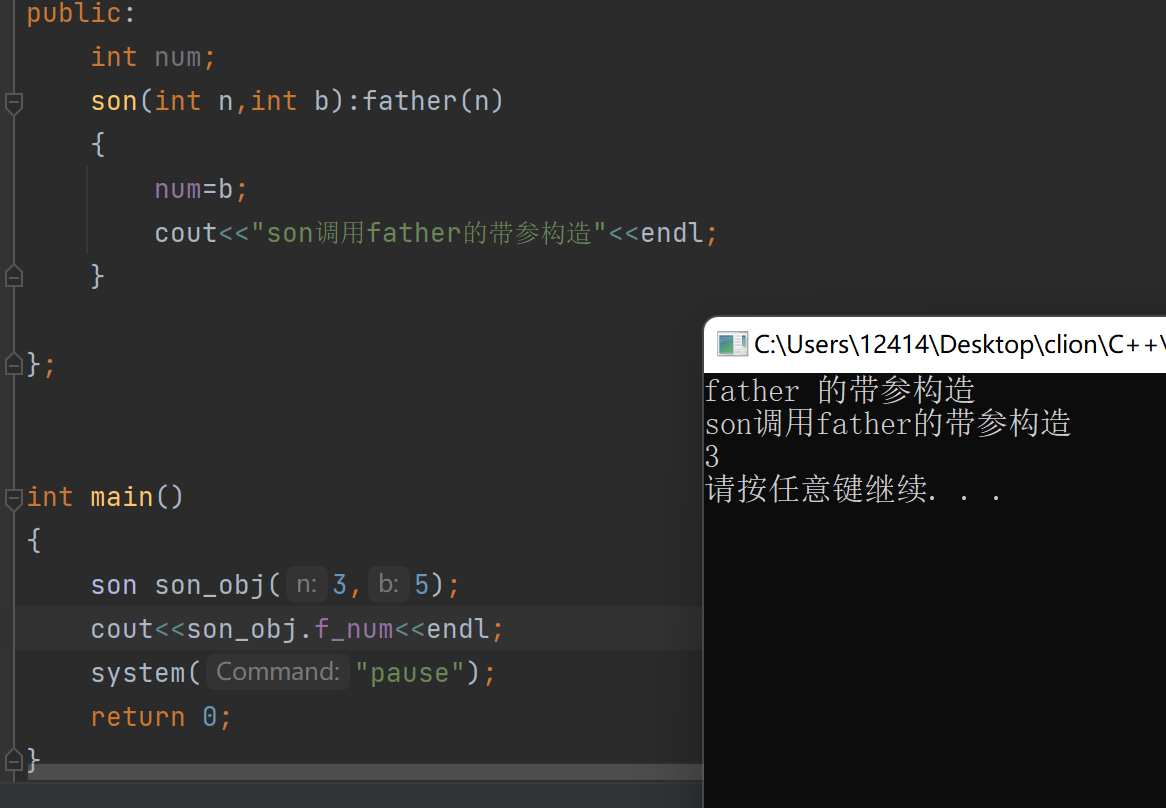 public:
    int num;
    son(int n,int b):father(n)
    {
        num=b;
        cout<<"son调用father的带参构造"<<endl;
    }
};
int main()
{
    son son_obj( n: 3, b: 5);
    cout<<son_obj.f_num<<endl;
    system( Command: "pause");
    return 0;
}
C:\Users\12414\Desktop\clion\C++\
father 的带参构造
son调用father的带参构造
3
请按任意键继续. . .